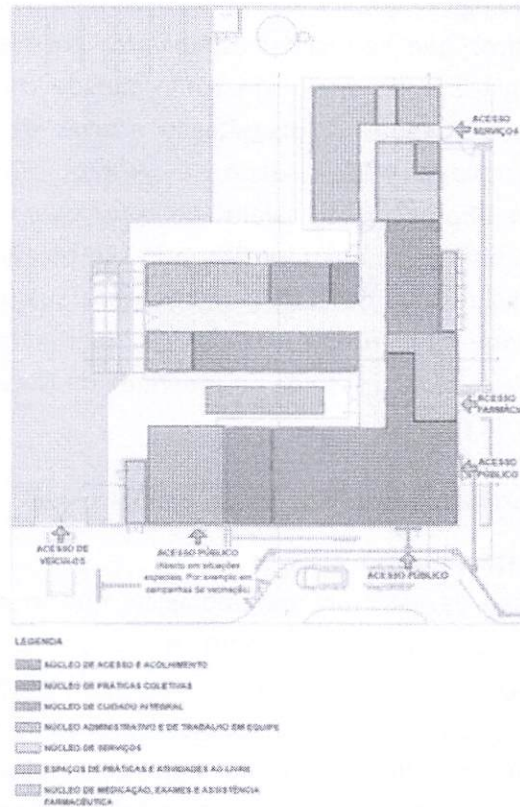 ACESSO
SERVIÇOS
ACESSO
FARMÁCIA
ACESSO
PÚBLICO
ACESSO DE
VEÍCULOS
ACESSO PÚBLICO
(Aberto em situações
especiais. Por exemplo em
campanhas de vacinação)
ACESSO PÚBLICO
LEGENDA
NÚCLEO DE ACESSO E ACOLHIMENTO
NÚCLEO DE PRÁTICAS COLETIVAS
NÚCLEO DE CUIDADO INTEGRAL
NÚCLEO ADMINISTRATIVO E DE TRABALHO EM EQUIPE
NÚCLEO DE SERVIÇOS
ESPAÇOS DE PRÁTICAS E ATIVIDADES AO LIVRE
NÚCLEO DE MEDICAÇÃO, EXAMES E ASSISTÊNCIA
FARMACÊUTICA